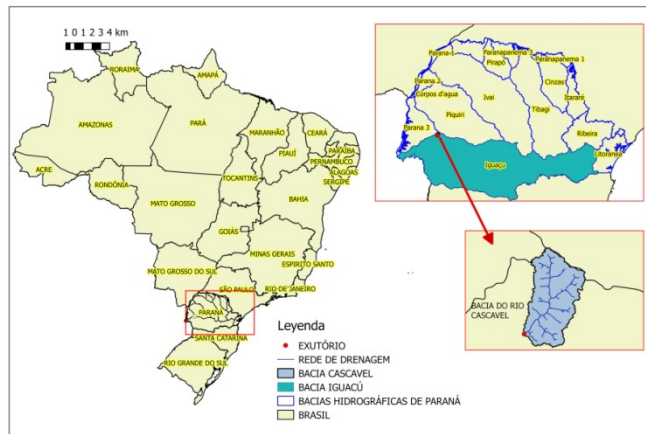 1 0 1 2 3 4 km
RORAIMA
AMAPÁ
AMAZONAS
PARÁ
MARANHÃO
CEARÁ
PIAUÍ
PARAÍBA
PERNAMBUCO
ALAGOAS
SERGIPE
ACRE
RONDÔNIA
TOCANTINS
MATO GROSSO
BAHIA
GOIÁS
MINAS GERAIS
MATO GROSSO DO SUL
ESPIRITO SANTO
SÃO PAULO
RIO DE JANEIRO
PARANÁ
SANTA CATARINA
RIO GRANDE DO SUL
Parana 1
Paranapanema 3
Paranapanema 1
Pirapó
Cinzas
Parana 2
Corpos d'agua
Ivai
Itararé
Tibagi
Piquiri
Parana 3
Ribeira
Litoranea
Iguaçu
BACIA DO RIO
CASCAVEL
Leyenda
EXUTÓRIO
REDE DE DRENAGEM
BACIA CASCAVEL
BACIA IGUACÚ
BACIAS HIDROGRÁFICAS DE PARANÁ
BRASIL